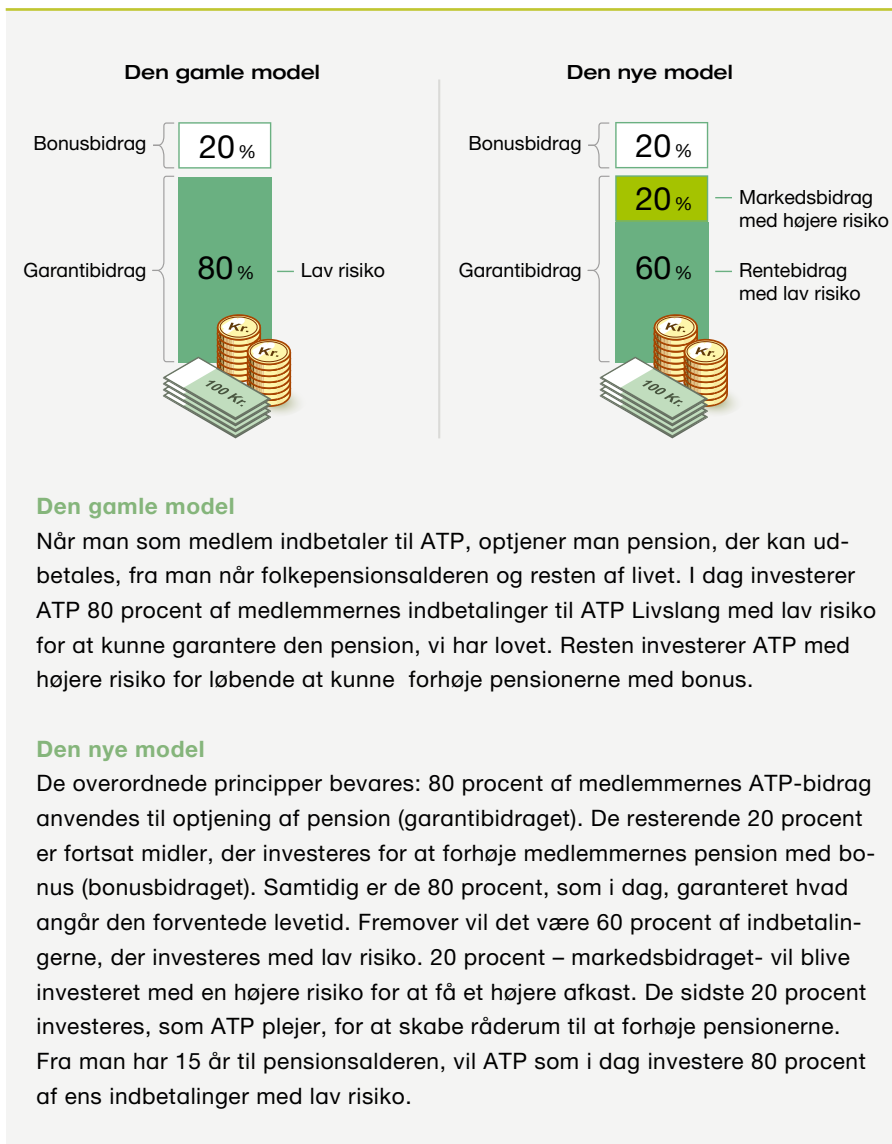 Den gamle model
Bonusbidrag
20 %
Garantibidrag
80 %
Lav risiko
Kr.
Kr.
100 Kr.
Den nye model
Bonusbidrag
20 %
20 %
Markedsbidrag
med højere risiko
Garantibidrag
60 %
Rentebidrag
med lav risiko
Kr.
Kr.
100 Kr.
Den gamle model
Når man som medlem indbetaler til ATP, optjener man pension, der kan ud-
betales, fra man når folkepensionsalderen og resten af livet. I dag investerer
ATP 80 procent af medlemmernes indbetalinger til ATP Livslang med lav risiko
for at kunne garantere den pension, vi har lovet. Resten investerer ATP med
højere risiko for løbende at kunne forhøje pensionerne med bonus.
Den nye model
De overordnede principper bevares: 80 procent af medlemmernes ATP-bidrag
anvendes til optjening af pension (garantibidraget). De resterende 20 procent
er fortsat midler, der investeres for at forhøje medlemmernes pension med bo-
nus (bonusbidraget). Samtidig er de 80 procent, som i dag, garanteret hvad
angår den forventede levetid. Fremover vil det være 60 procent af indbetalin-
gerne, der investeres med lav risiko. 20 procent – markedsbidraget- vil blive
investeret med en højere risiko for at få et højere afkast. De sidste 20 procent
investeres, som ATP plejer, for at skabe råderum til at forhøje pensionerne.
Fra man har 15 år til pensionsalderen, vil ATP som i dag investere 80 procent
af ens indbetalinger med lav risiko.